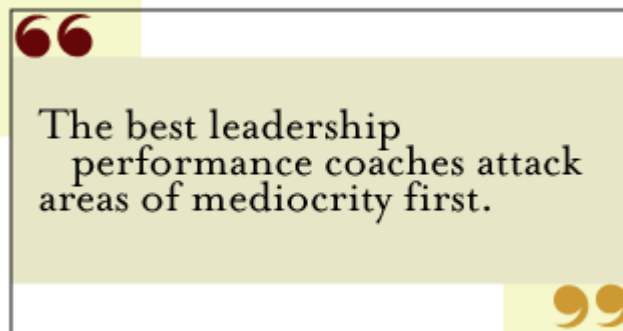 “
The best leadership
performance coaches attack
areas of mediocrity first.
”